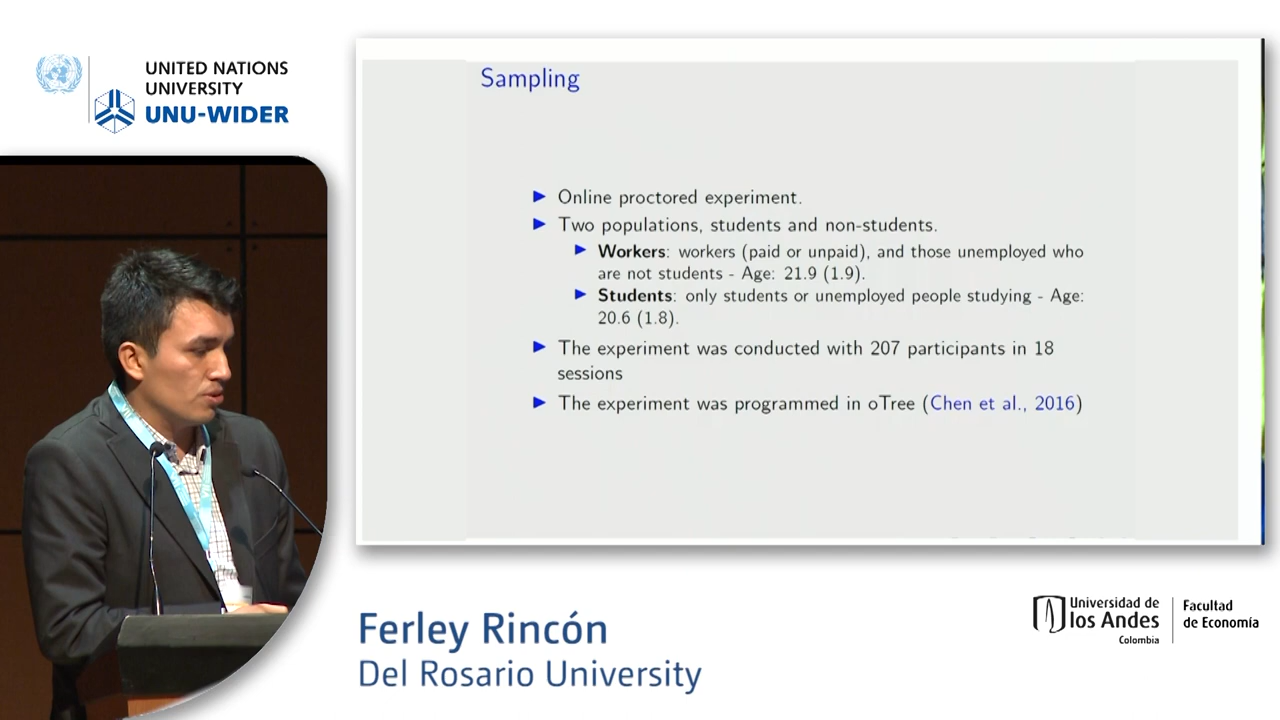 UNITED NATIONS
UNIVERSITY
UNU-WIDER
Sampling
Online proctored experiment.
Two populations, students and non-students.
Workers: workers (paid or unpaid), and those unemployed who
are not students - Age: 21.9 (1.9).
Students: only students or unemployed people studying - Age:
20.6 (1.8).
The experiment was conducted with 207 participants in 18
sessions
The experiment was programmed in oTree (Chen et al., 2016)
Ferley Rincón
Del Rosario University
Universidad de
los Andes
Colombia
Facultad
de Economía